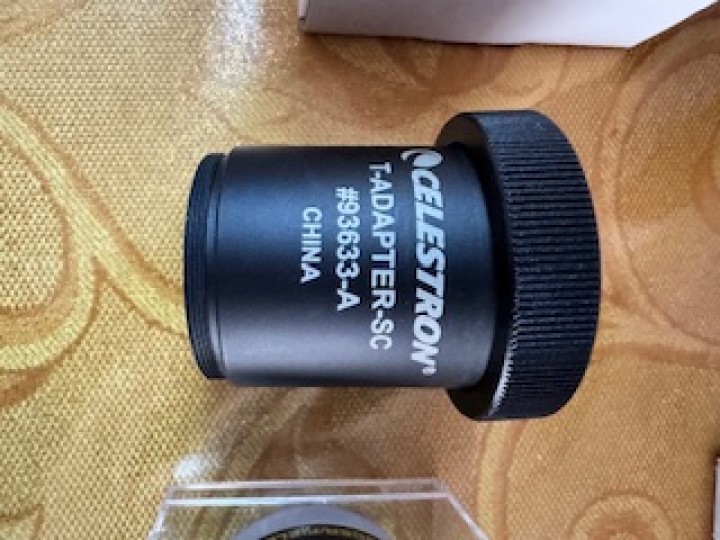 CELESTRON®
T-ADAPTER-SC
#93633-A
CHINA